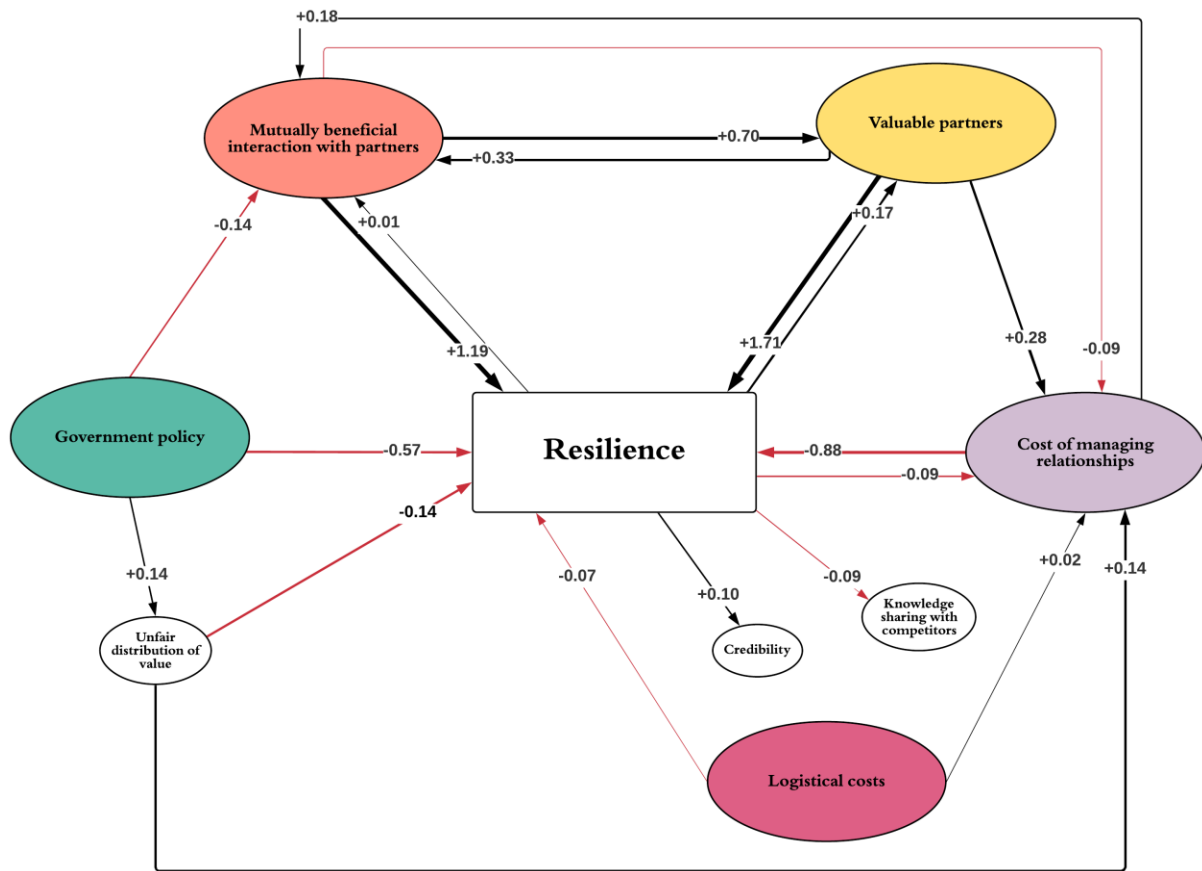 +0.18
Mutually beneficial
interaction with partners
Valuable partners
+0.70
+0.33
-0.14
+0.01
+0.17
+1.19
+1.71
+0.28
-0.09
Government policy
Resilience
Cost of managing
relationships
-0.57
-0.88
-0.09
-0.14
+0.14
-0.07
+0.10
-0.09
+0.02
+0.14
Unfair
distribution of
value
Credibility
Knowledge
sharing with
competitors
Logistical costs